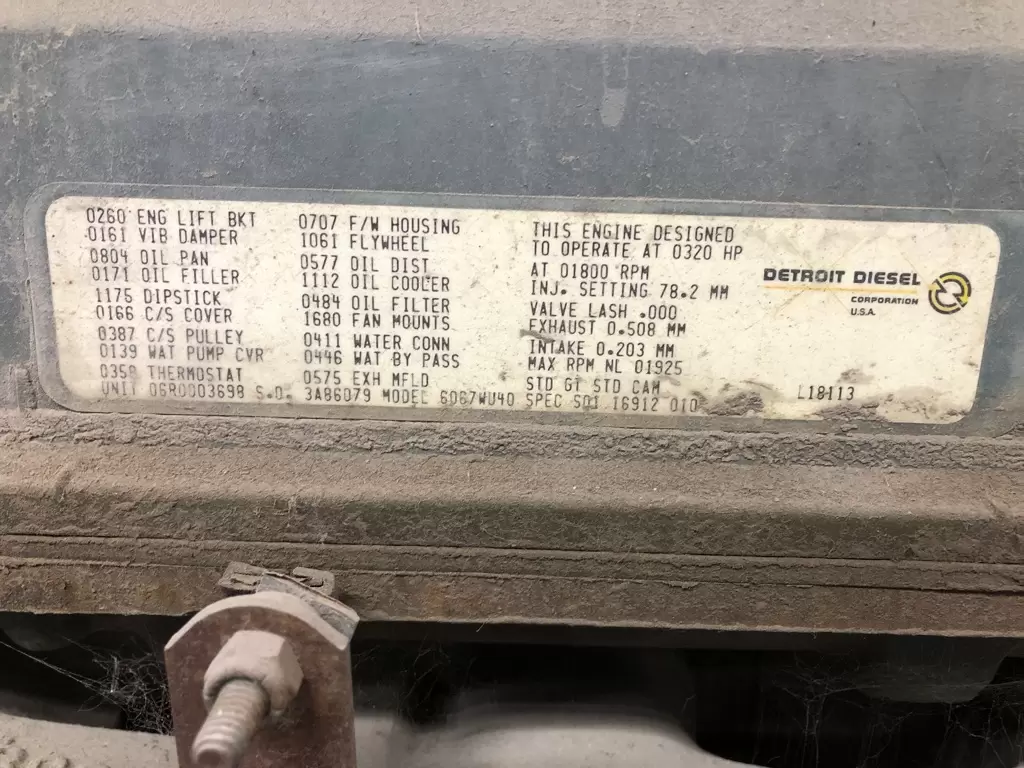 0260 ENG LIFT BKT
0161 VIB DAMPER
0804 OIL PAN
0171 OIL FILLER
1175 DIPSTICK
0166 C/S COVER
0387 C/S PULLEY
0139 WAT PUMP CVR
0358 THERMOSTAT
0707 F/W HOUSING
1061 FLYWHEEL
0577 OIL DIST
1112 OIL COOLER
0484 OIL FILTER
1680 FAN MOUNTS
0411 WATER CONN
0446 WAT BY PASS
0575 EXH MFLD
THIS ENGINE DESIGNED
TO OPERATE AT 0320 HP
AT 01800 RPM
INJ. SETTING 78.2 MM
VALVE LASH .000
EXHAUST 0.508 MM
INTAKE 0.203 MM
MAX RPM NL 01925
STD GT STD CAM
UNIT 06R0003698 S.O. 3A86079 MODEL 6067WU40 SPEC S01 16912 010
DETROIT DIESEL
CORPORATION
U.S.A.
L18113